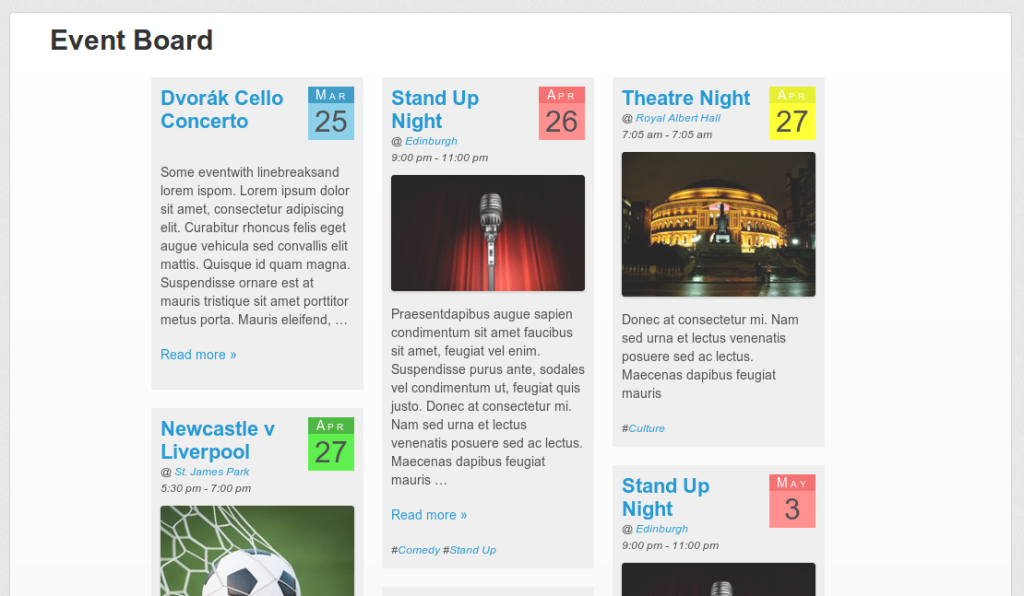 Event Board
Dvorák Cello
Concerto
Mar
25
Some eventwith linebreaksand
lorem ispom. Lorem ipsum dolor
sit amet, consectetur adipiscing
elit. Curabitur rhoncus felis eget
augue vehicula sed convallis elit
mattis. Quisque id quam magna.
Suspendisse ornare est at
mauris tristique sit amet porttitor
metus porta. Mauris eleifend, …
Read more »
Newcastle v
Liverpool
Apr
27
@ St. James Park
5:30 pm - 7:00 pm
Stand Up
Night
Apr
26
@ Edinburgh
9:00 pm - 11:00 pm
Praesentdapibus augue sapien
condimentum sit amet faucibus
sit amet, feugiat vel enim.
Suspendisse purus ante, sodales
vel condimentum ut, feugiat quis
justo. Donec at consectetur mi.
Nam sed urna et lectus
venenatis posuere sed ac lectus.
Maecenas dapibus feugiat
mauris …
Read more »
#Comedy #Stand Up
Theatre Night
Apr
27
@ Royal Albert Hall
7:05 am - 7:05 am
Donec at consectetur mi. Nam
sed urna et lectus venenatis
posuere sed ac lectus.
Maecenas dapibus feugiat
mauris
#Culture
Stand Up
Night
May
3
@ Edinburgh
9:00 pm - 11:00 pm